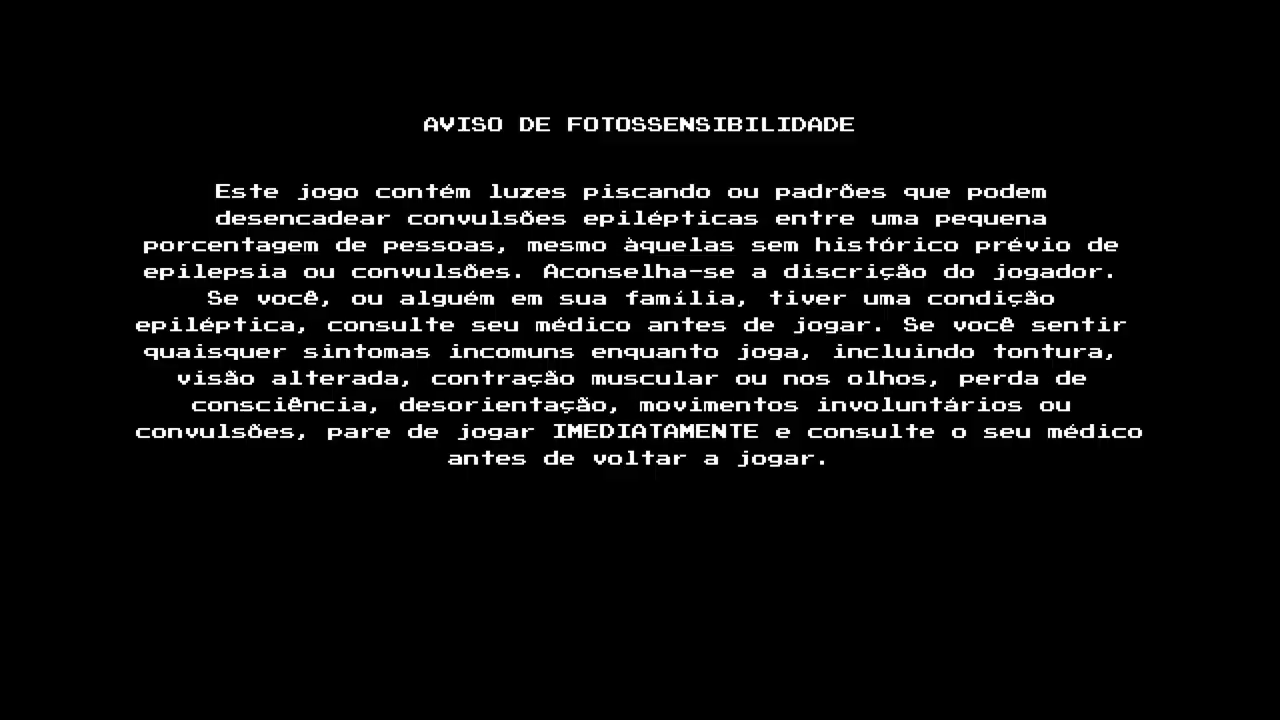 AVISO DE FOTOSSENSIBILIDADE
Este jogo contém luzes piscando ou padrões que podem
desencadear convulsões epilépticas entre uma pequena
porcentagem de pessoas, mesmo àquelas sem histórico prévio de
epilepsia ou convulsões. Aconselha-se a discrição do jogador.
Se você, ou alguém em sua família, tiver uma condição
epiléptica, consulte seu médico antes de jogar. Se você sentir
quaisquer sintomas incomuns enquanto joga, incluindo tontura,
visão alterada, contração muscular ou nos olhos, perda de
consciência, desorientação, movimentos involuntários ou
convulsões, pare de jogar IMEDIATAMENTE e consulte o seu médico
antes de voltar a jogar.